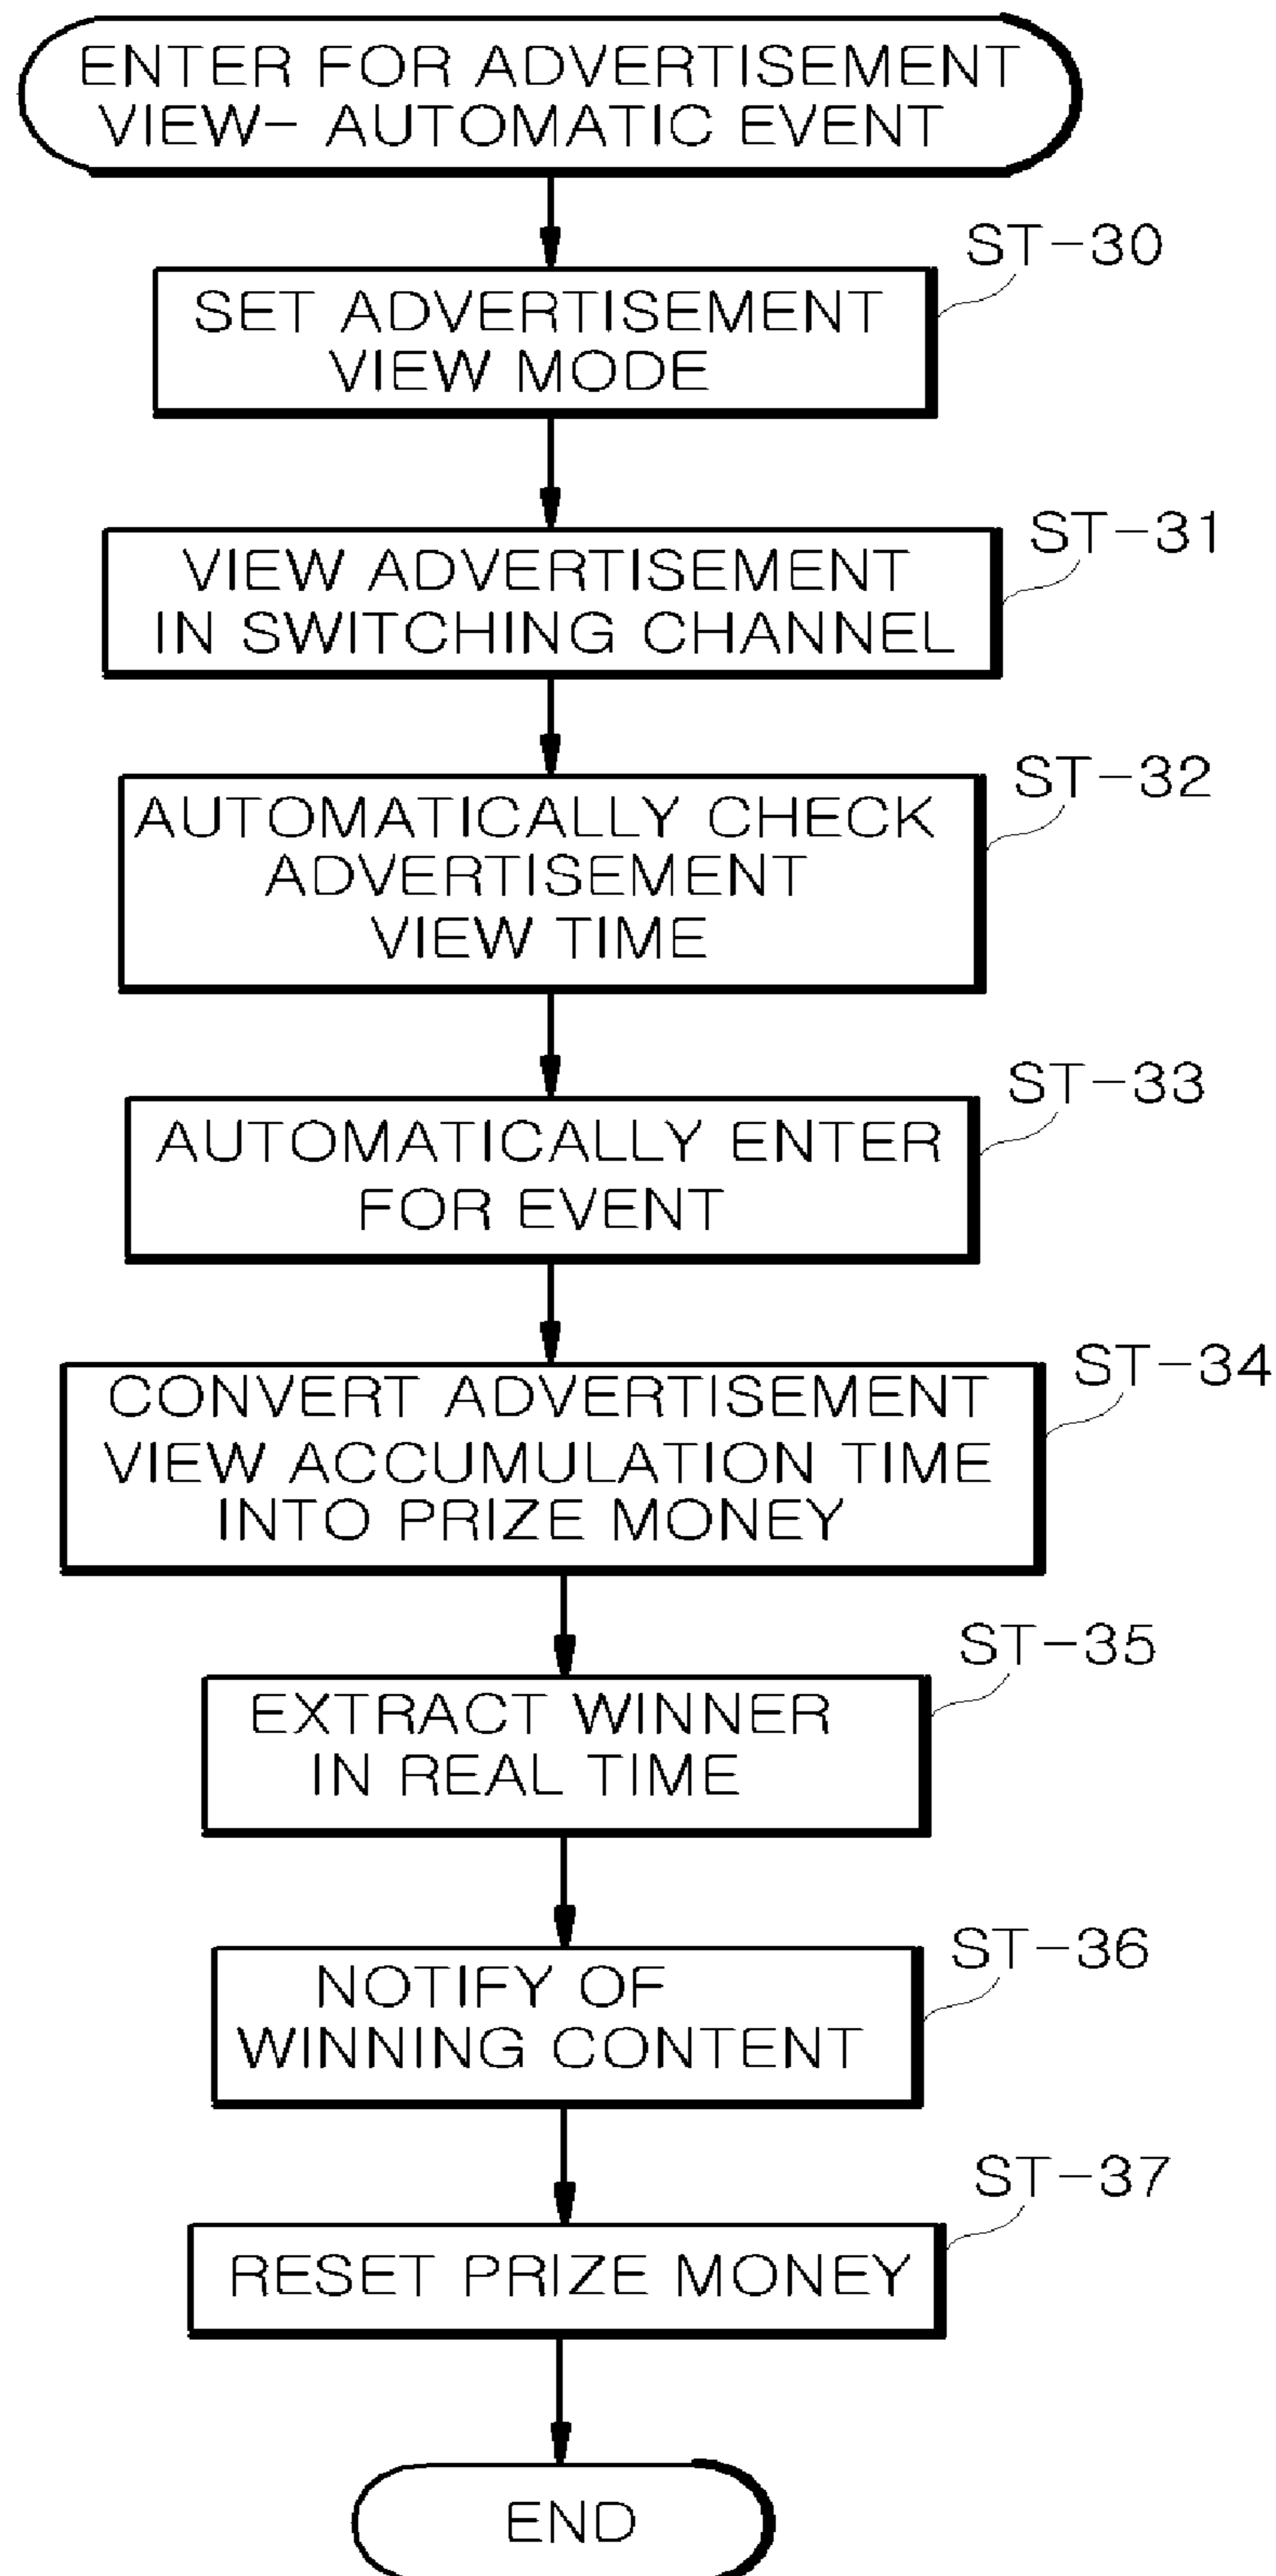 ENTER FOR ADVERTISEMENT
VIEW- AUTOMATIC EVENT
ST-30
SET ADVERTISEMENT
VIEW MODE
ST-31
VIEW ADVERTISEMENT
IN SWITCHING CHANNEL
ST-32
AUTOMATICALLY CHECK
ADVERTISEMENT
VIEW TIME
ST-33
AUTOMATICALLY ENTER
FOR EVENT
ST-34
CONVERT ADVERTISEMENT
VIEW ACCUMULATION TIME
INTO PRIZE MONEY
ST-35
EXTRACT WINNER
IN REAL TIME
ST-36
NOTIFY OF
WINNING CONTENT
ST-37
RESET PRIZE MONEY
END